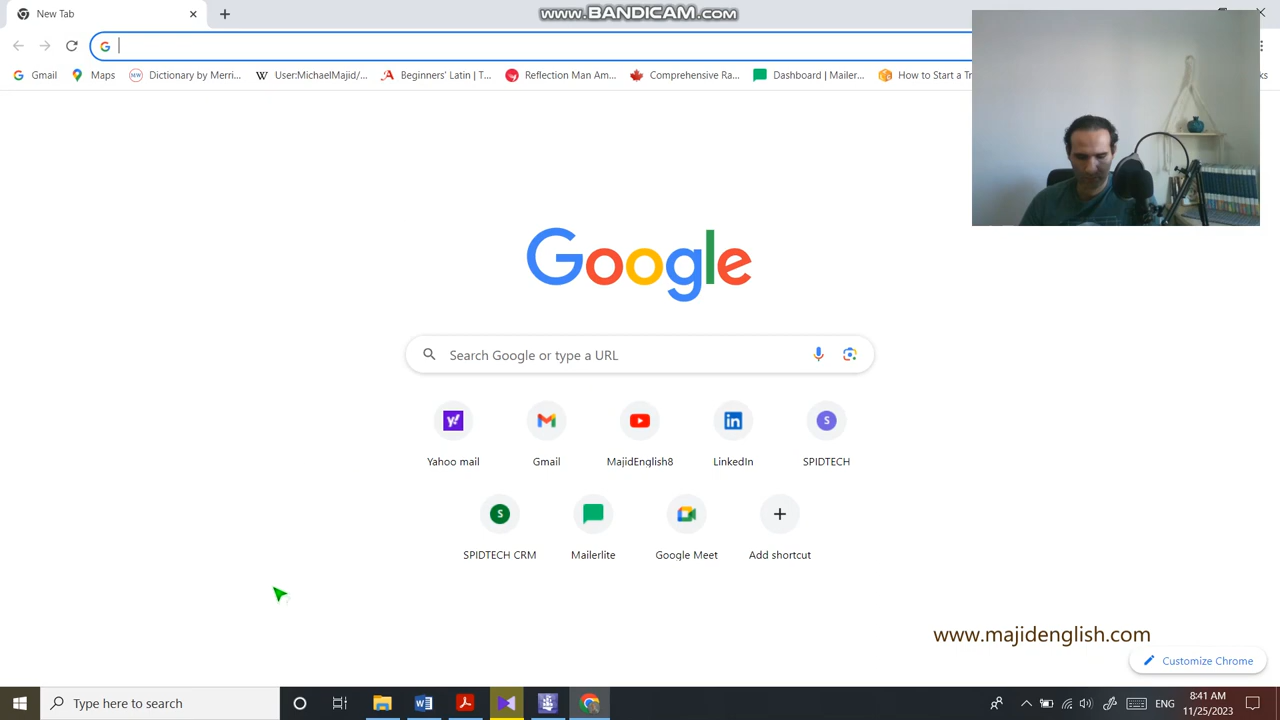 New Tab
www.BANDICAM.com
Gmail
Maps
Dictionary by Merri...
User:MichaelMajid/...
Beginners' Latin | T...
Reflection Man Am...
Comprehensive Ra...
Dashboard | Mailer...
How to Start a Tr
ks
Google
Search Google or type a URL
Yahoo mail
Gmail
MajidEnglish8
LinkedIn
S
SPIDTECH
S
SPIDTECH CRM
Mailerlite
Google Meet
Add shortcut
www.majidenglish.com
Customize Chrome
Type here to search
ENG
8:41 AM
11/25/2023